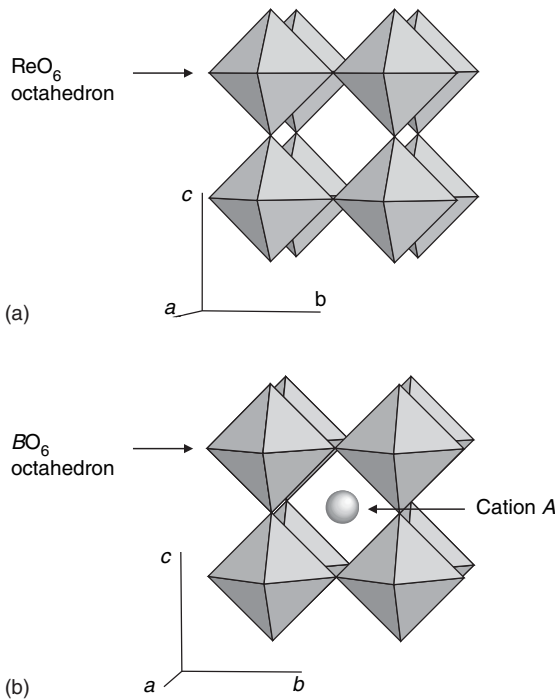 ReO₆
octahedron
c
a
b
(a)
BO₆
octahedron
Cation A
c
a
b
(b)